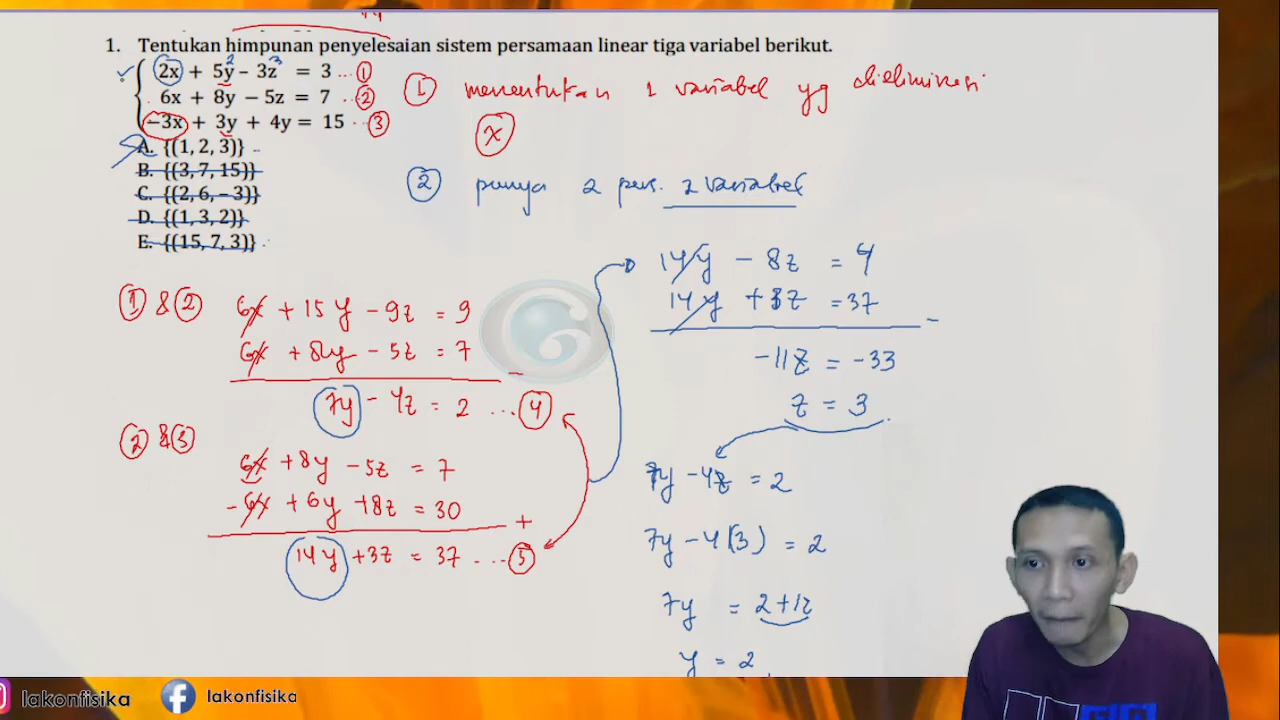 1. Tentukan himpunan penyelesaian sistem persamaan linear tiga variabel berikut.
2x + 5y – 3z = 3 ... 1
2 3
6x + 8y – 5z = 7 ... 2
–3x + 3y + 4y = 15 ... 3
A. {(1, 2, 3)}
B. {(3, 7, 15)}
C. {(2, 6, –3)}
D. {(1, 3, 2)}
E. {(15, 7, 3)}
1 menentukan 1 variabel yg dieliminasi
x
2 punya 2 pers. 2 variabel
1 & 2
6x + 15y - 9z = 9
6x + 8y - 5z = 7
-
7y - 4z = 2 ... 4
2 & 3
6x + 8y - 5z = 7
-6x + 6y + 8z = 30
+
14y + 3z = 37 ... 5
14y - 8z = 4
14y + 3z = 37
-
-11z = -33
z = 3
7y - 4z = 2
7y - 4(3) = 2
7y = 2 + 12
y = 2
lakonfisika
lakonfisika